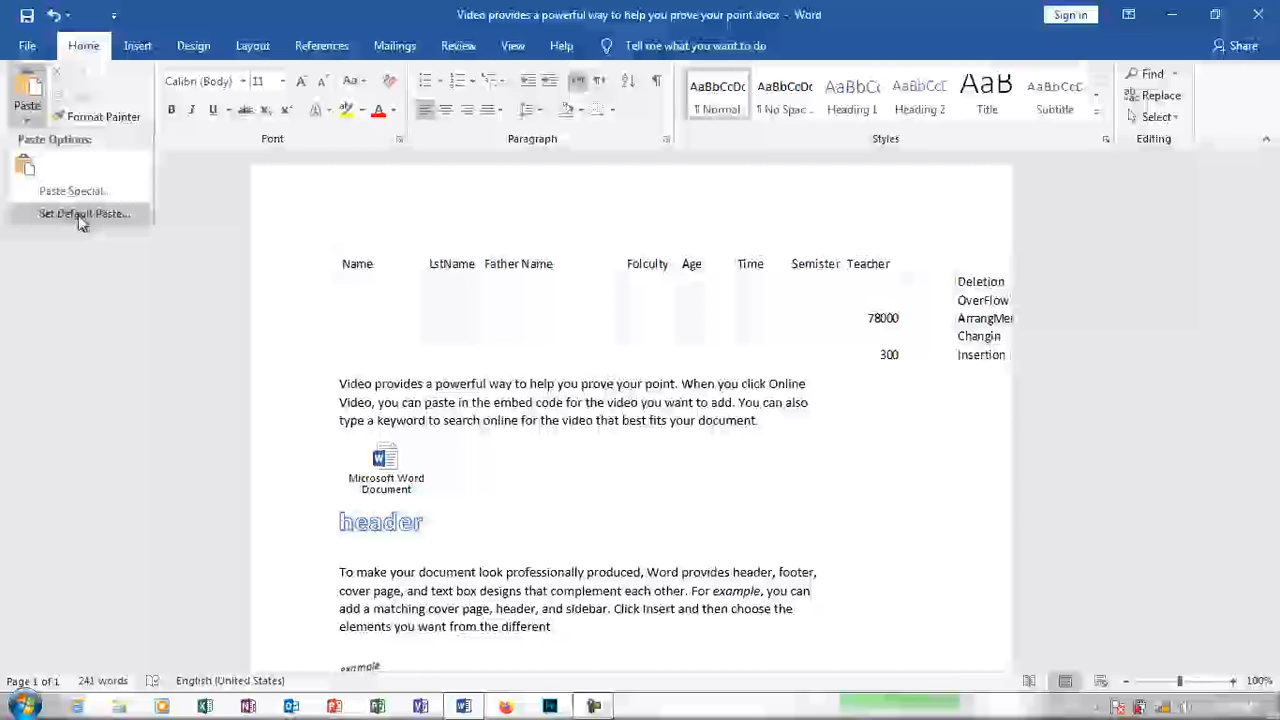 Video provides a powerful way to help you prove your point.docx - Word
Sign in
File Home Insert Design Layout References Mailings Review View Help Tell me what you want to do Share
Paste
Format Painter
Paste Options:
Paste Special...
Set Default Paste...
Calibri (Body) 11
Font
Paragraph
AaBbCcDc AaBbCcDc AaBbC AaBbCcC AaB AaBbCcC
¶ Normal ¶ No Spac... Heading 1 Heading 2 Title Subtitle
Styles
Find
Replace
Select
Editing
Name LstName Father Name Folculty Age Time Semister Teacher
Deletion
OverFlow
78000 ArrangMer
Changin
300 Insertion
Video provides a powerful way to help you prove your point. When you click Online
Video, you can paste in the embed code for the video you want to add. You can also
type a keyword to search online for the video that best fits your document.
Microsoft Word
Document
header
To make your document look professionally produced, Word provides header, footer,
cover page, and text box designs that complement each other. For example, you can
add a matching cover page, header, and sidebar. Click Insert and then choose the
elements you want from the different
example
Page 1 of 1 241 words English (United States) 100%